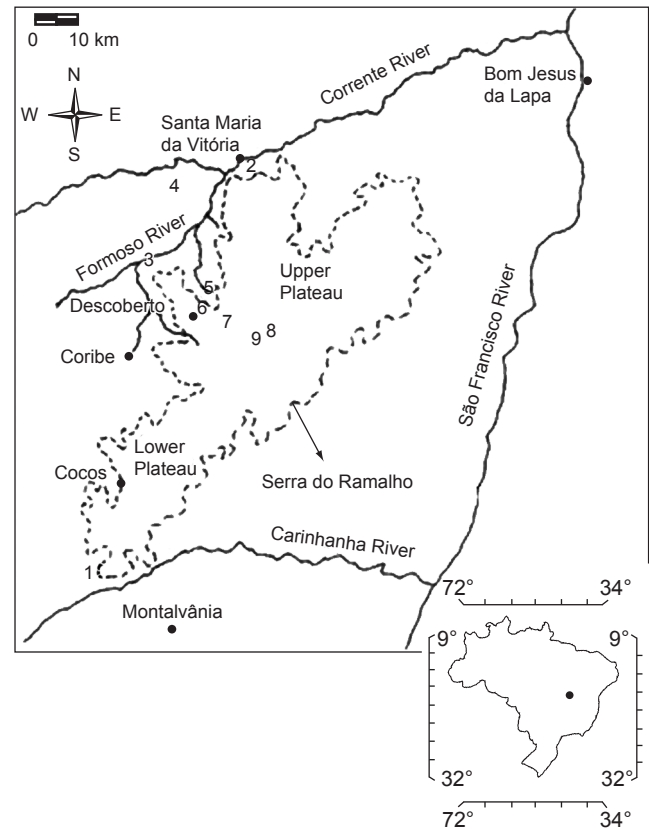 0 10 km
N
W E
S
Corrente River
Bom Jesus
da Lapa
Santa Maria
da Vitória
2
4
Formoso River
3
Upper
Plateau
Descoberto
5
6
7
8
9
Coribe
São Francisco River
Lower
Plateau
Cocos
Serra do Ramalho
Carinhanha River
1
Montalvânia
72° 34°
9° 9°
32° 32°
72° 34°